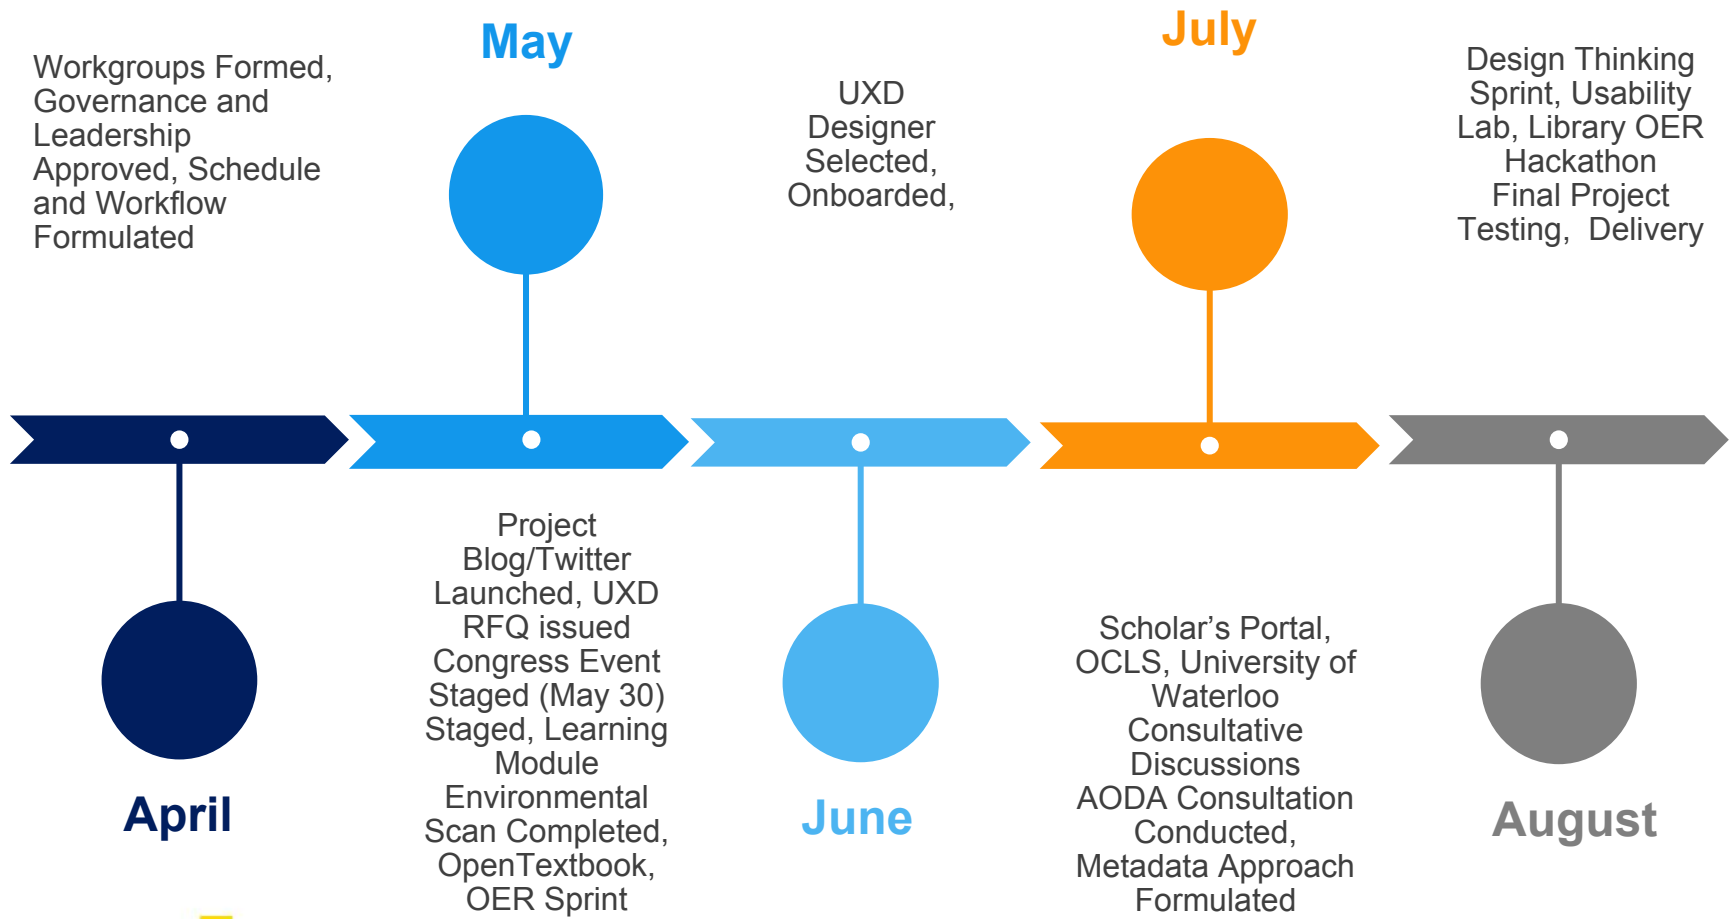 Workgroups Formed,
Governance and
Leadership
Approved, Schedule
and Workflow
Formulated
April
May
Project
Blog/Twitter
Launched, UXD
RFQ issued
Congress Event
Staged (May 30)
Staged, Learning
Module
Environmental
Scan Completed,
OpenTextbook,
OER Sprint
UXD
Designer
Selected,
Onboarded,
June
July
Scholar’s Portal,
OCLS, University of
Waterloo
Consultative
Discussions
AODA Consultation
Conducted,
Metadata Approach
Formulated
Design Thinking
Sprint, Usability
Lab, Library OER
Hackathon
Final Project
Testing,  Delivery
August